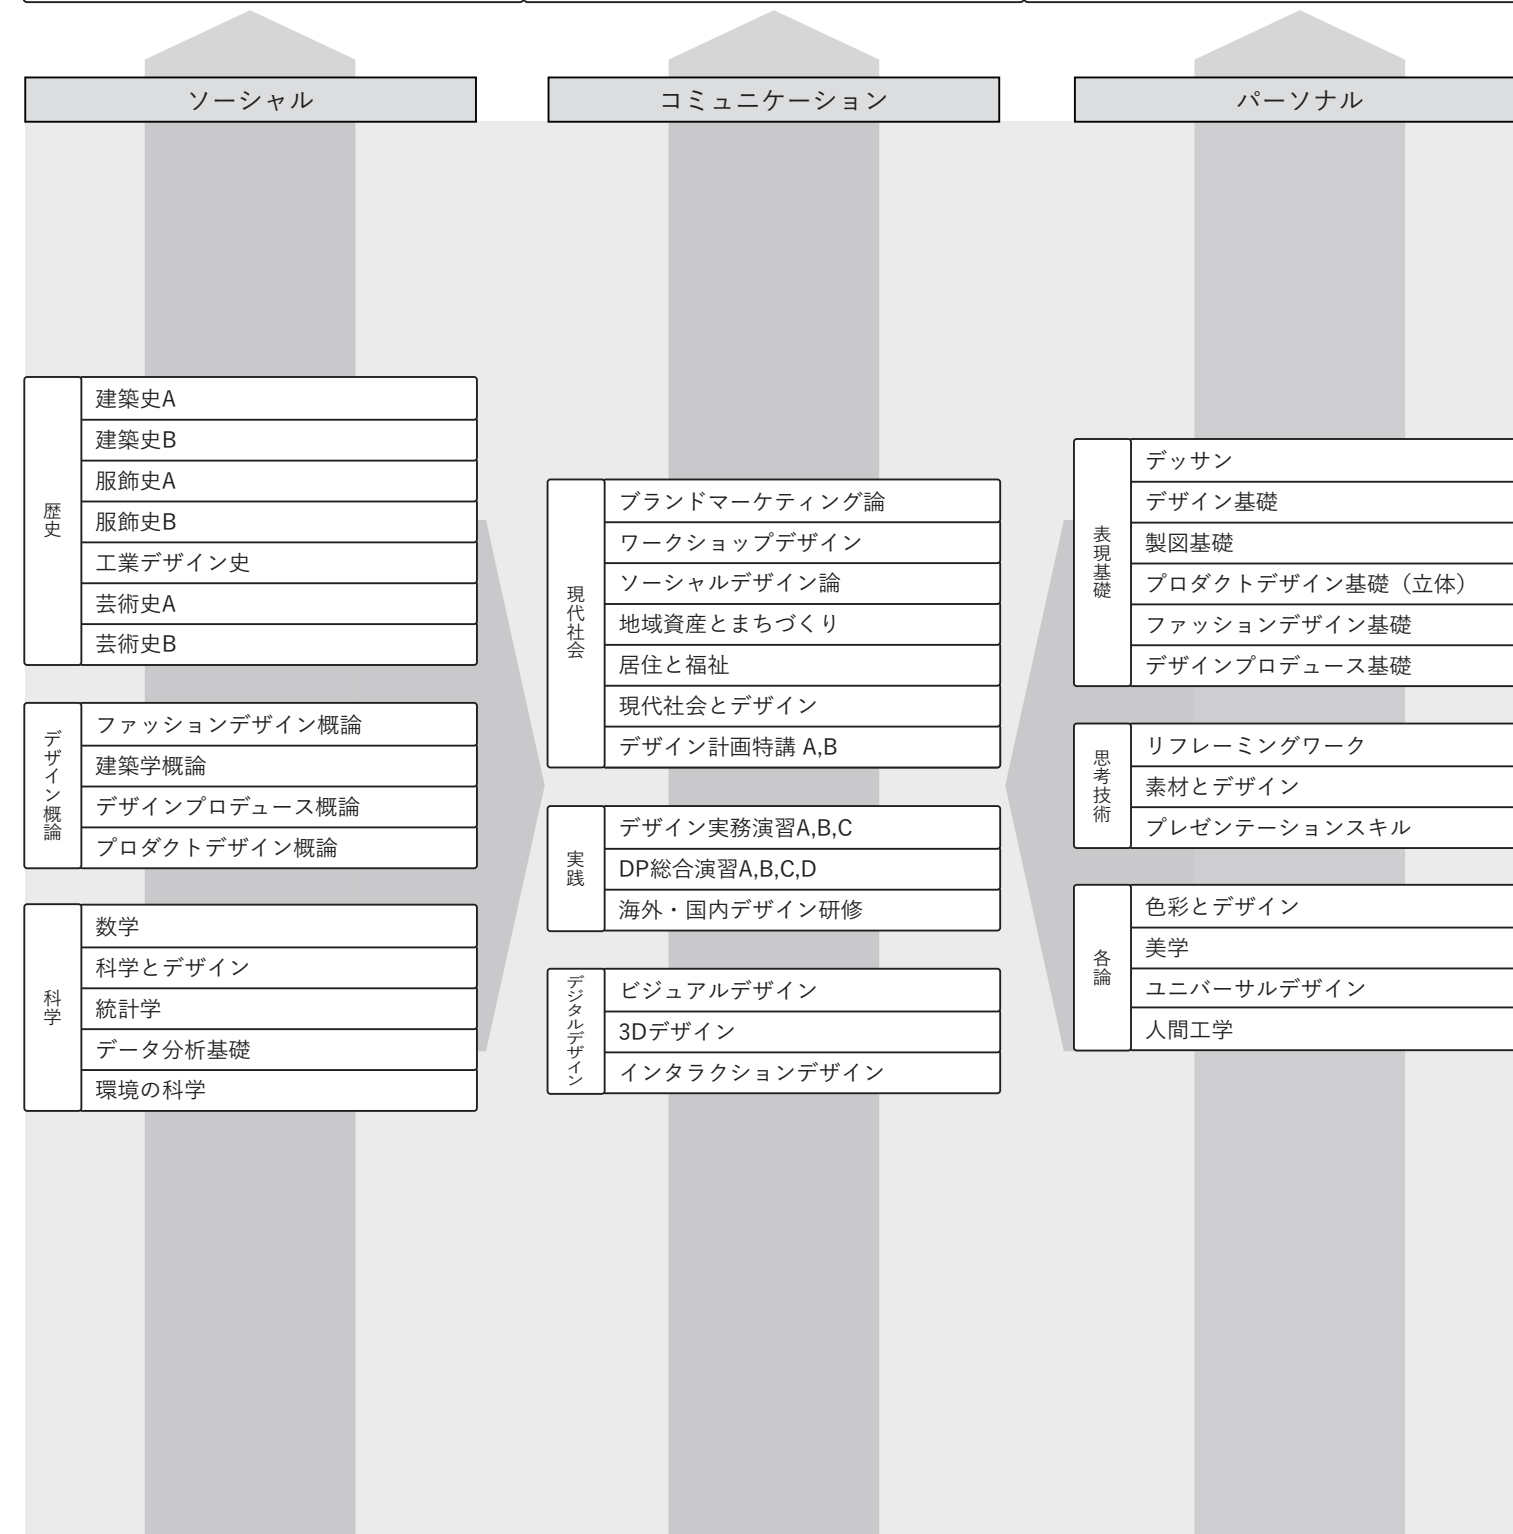 ソーシャル
歴史
建築史A
建築史B
服飾史A
服飾史B
工業デザイン史
芸術史A
芸術史B
デザイン概論
ファッションデザイン概論
建築学概論
デザインプロデュース概論
プロダクトデザイン概論
科学
数学
科学とデザイン
統計学
データ分析基礎
環境の科学
コミュニケーション
現代社会
ブランドマーケティング論
ワークショップデザイン
ソーシャルデザイン論
地域資産とまちづくり
居住と福祉
現代社会とデザイン
デザイン計画特講 A,B
実践
デザイン実務演習A,B,C
DP総合演習A,B,C,D
海外・国内デザイン研修
デジタルデザイン
ビジュアルデザイン
3Dデザイン
インタラクションデザイン
パーソナル
表現基礎
デッサン
デザイン基礎
製図基礎
プロダクトデザイン基礎（立体）
ファッションデザイン基礎
デザインプロデュース基礎
思考技術
リフレーミングワーク
素材とデザイン
プレゼンテーションスキル
各論
色彩とデザイン
美学
ユニバーサルデザイン
人間工学